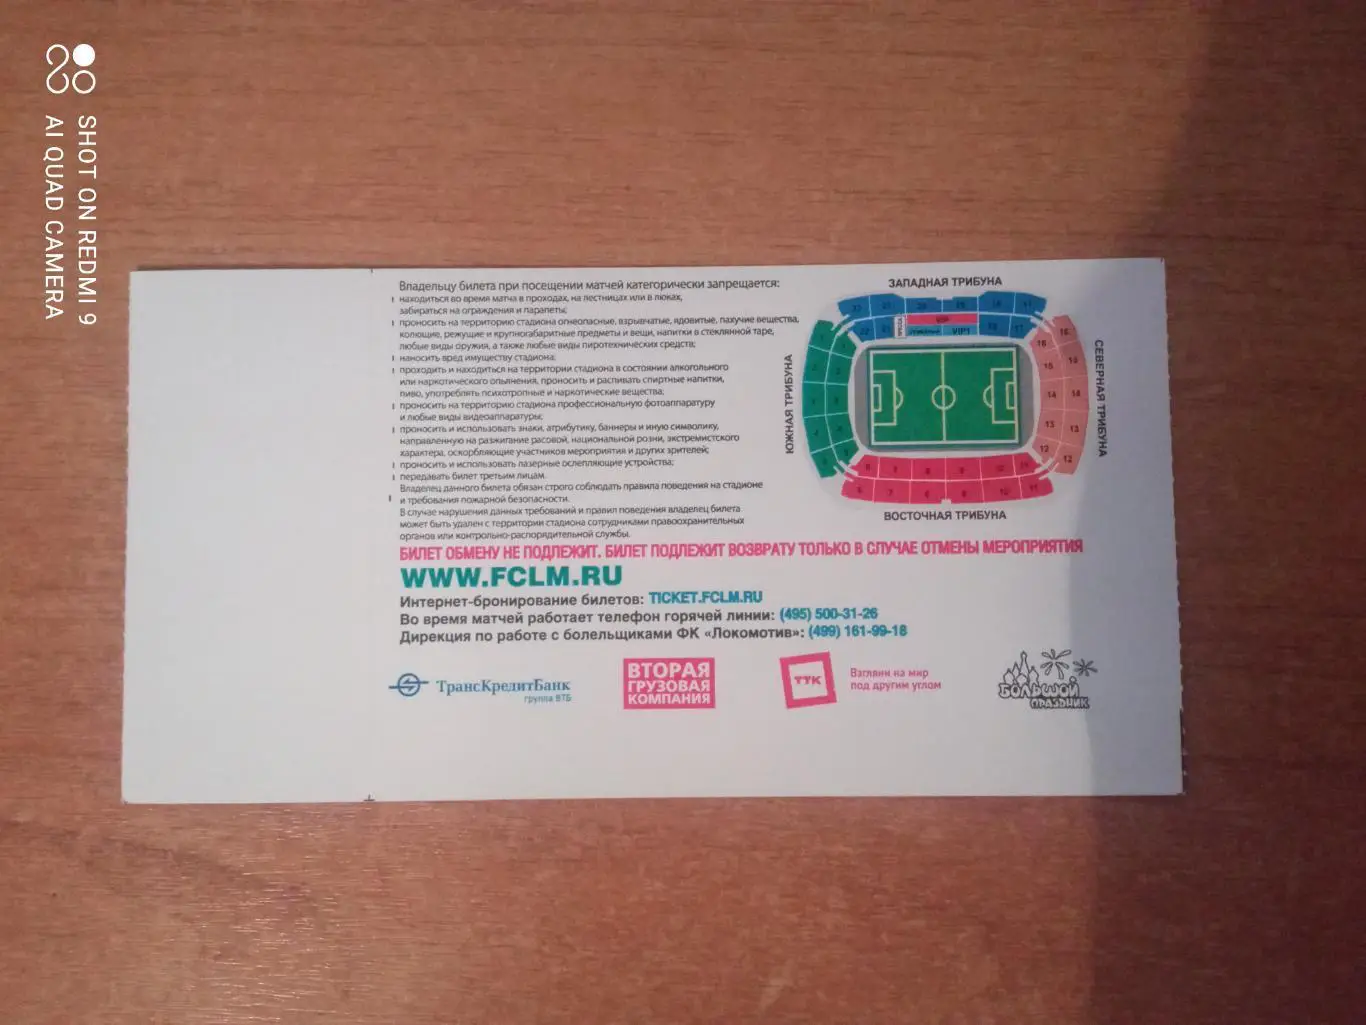 SHOT ON REDMI 9
AI QUAD CAMERA
Владельцу билета при посещении матчей категорически запрещается:
находиться во время матча в проходах, на лестницах или в люках,
забираться на ограждения и парапеты;
проносить на территорию стадиона огнеопасные, взрывчатые, ядовитые, пахучие вещества,
колющие, режущие и крупногабаритные предметы и вещи, напитки в стеклянной таре,
любые виды оружия, а также любые виды пиротехнических средств;
наносить вред имуществу стадиона;
проходить и находиться на территории стадиона в состоянии алкогольного
или наркотического опьянения, проносить и распивать спиртные напитки,
пиво, употреблять психотропные и наркотические вещества;
проносить на территорию стадиона профессиональную фотоаппаратуру
и любые виды видеоаппаратуры;
проносить и использовать знаки, атрибутику, баннеры и иную символику,
направленную на разжигание расовой, национальной розни, экстремистского
характера, оскорбляющие участников мероприятия и других зрителей;
проносить и использовать лазерные ослепляющие устройства;
передавать билет третьим лицам.
Владелец данного билета обязан строго соблюдать правила поведения на стадионе
и требования пожарной безопасности.
В случае нарушения данных требований и правил поведения владелец билета
может быть удален с территории стадиона сотрудниками правоохранительных
органов или контрольно-распорядительной службы.
ЗАПАДНАЯ ТРИБУНА
ЮЖНАЯ ТРИБУНА
СЕВЕРНАЯ ТРИБУНА
ВОСТОЧНАЯ ТРИБУНА
VIP1
БИЛЕТ ОБМЕНУ НЕ ПОДЛЕЖИТ. БИЛЕТ ПОДЛЕЖИТ ВОЗВРАТУ ТОЛЬКО В СЛУЧАЕ ОТМЕНЫ МЕРОПРИЯТИЯ
WWW.FCLM.RU
Интернет-бронирование билетов: TICKET.FCLM.RU
Во время матчей работает телефон горячей линии: (495) 500-31-26
Дирекция по работе с болельщиками ФК «Локомотив»: (499) 161-99-18
ТрансКредитБанк
группа ВТБ
ВТОРАЯ
ГРУЗОВАЯ
КОМПАНИЯ
ТТК
Взгляни на мир
под другим углом
БОЛЬШОЙ
ПРАЗДНИК